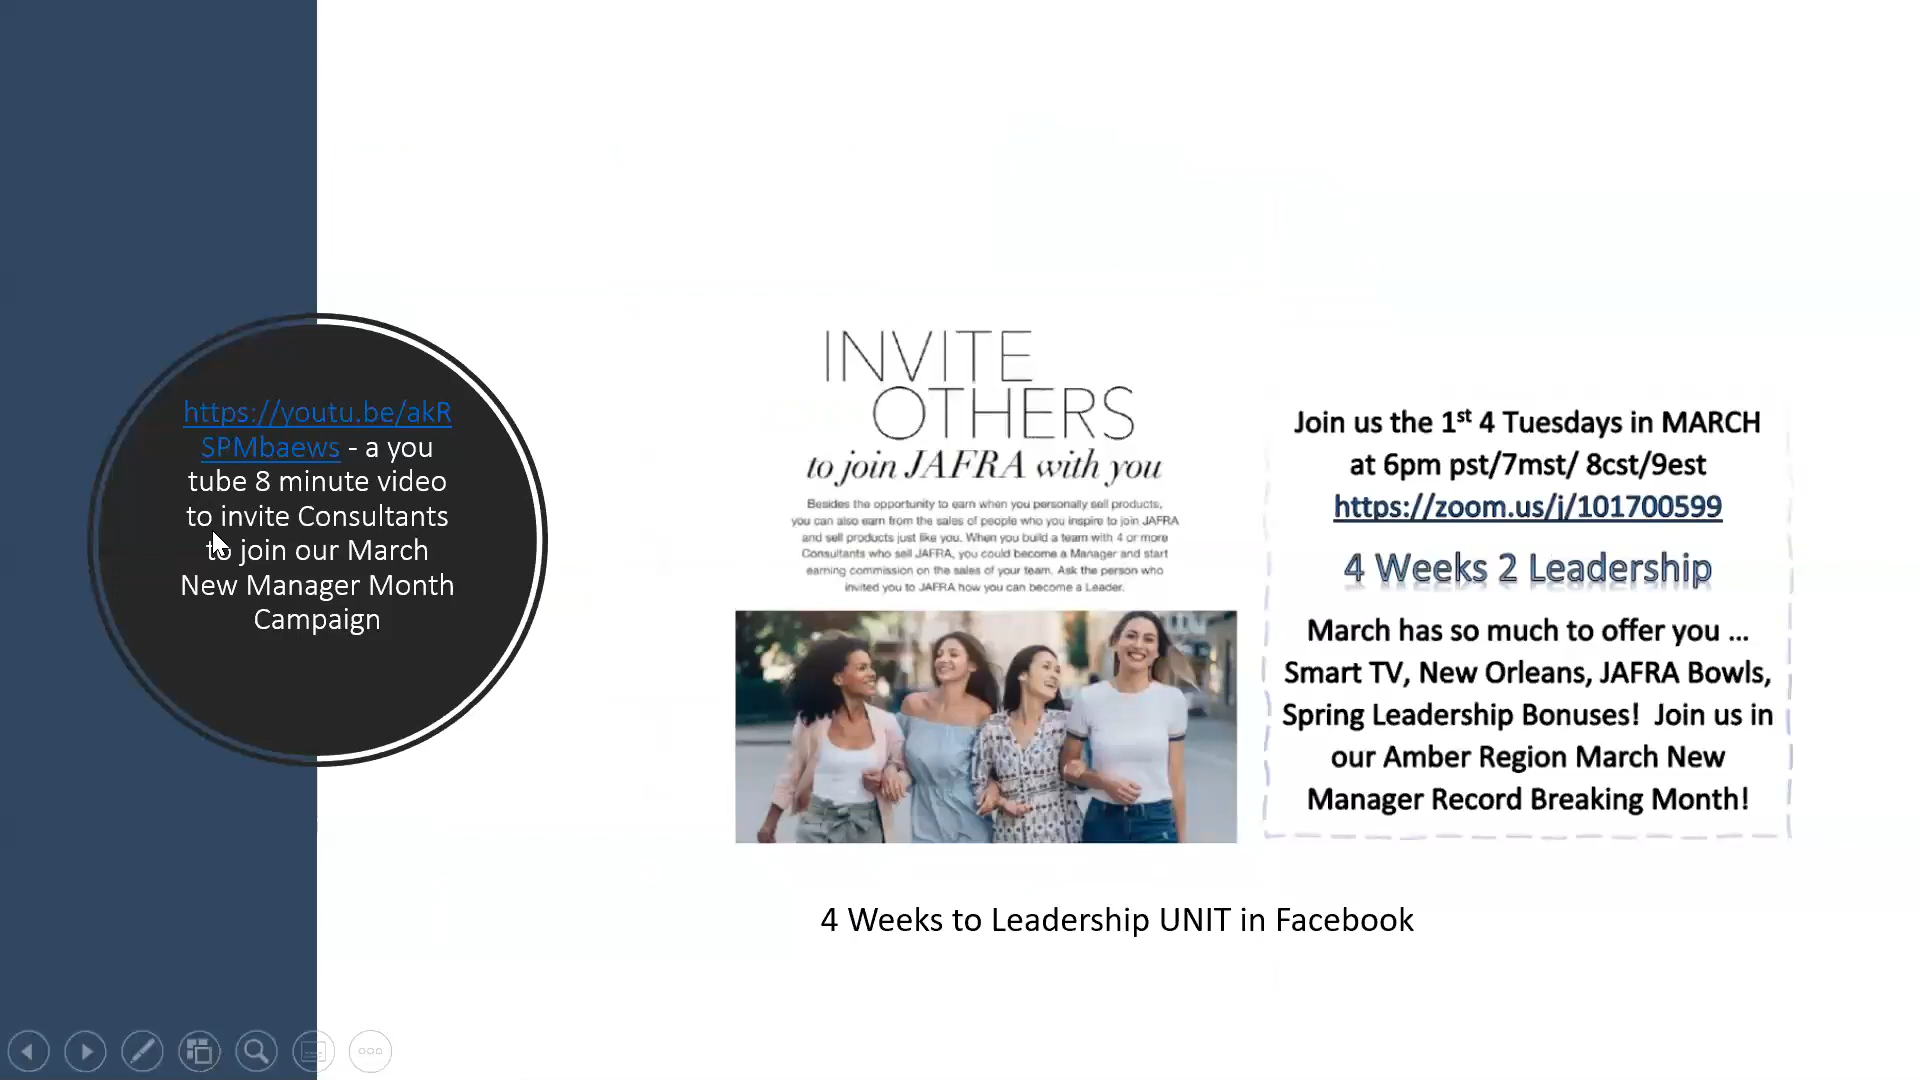 https://youtu.be/akR
SPMbaews - a you
tube 8 minute video
to invite Consultants
to join our March
New Manager Month
Campaign
INVITE
OTHERS
to join JAFRA with you
Besides the opportunity to earn when you personally sell products,
you can also earn from the sales of people who you inspire to join JAFRA
and sell products just like you. When you build a team with 4 or more
Consultants who sell JAFRA, you could become a Manager and start
earning commission on the sales of your team. Ask the person who
invited you to JAFRA how you can become a Leader.
Join us the 1st 4 Tuesdays in MARCH
at 6pm pst/7mst/ 8cst/9est
https://zoom.us/j/101700599
4 Weeks 2 Leadership
March has so much to offer you ...
Smart TV, New Orleans, JAFRA Bowls,
Spring Leadership Bonuses! Join us in
our Amber Region March New
Manager Record Breaking Month!
4 Weeks to Leadership UNIT in Facebook